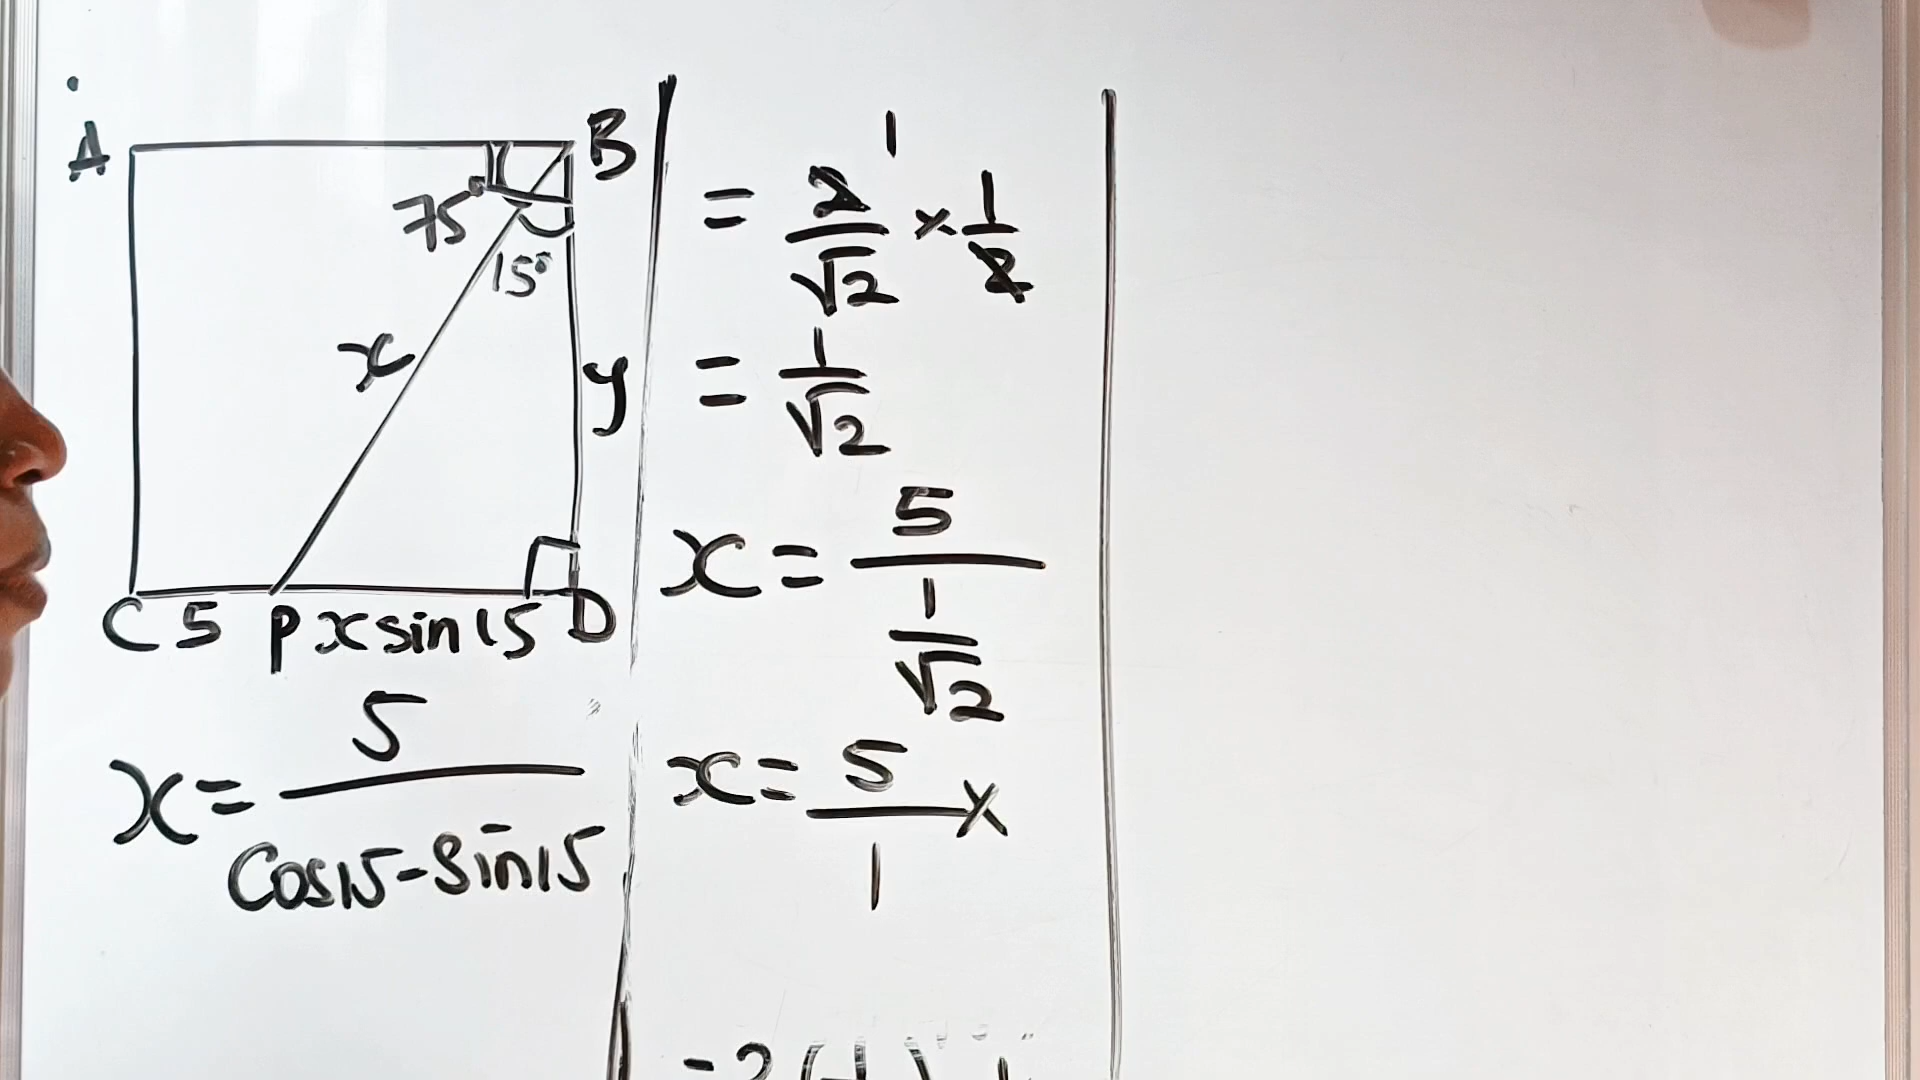 A B
75°
15°
x
y
C 5 P x sin 15 D
x = 5 / Cos15 - Sin15
= 2/√2 × 1/2 1
= 1/√2
x = 5 / 1/√2
x = 5/1 ×